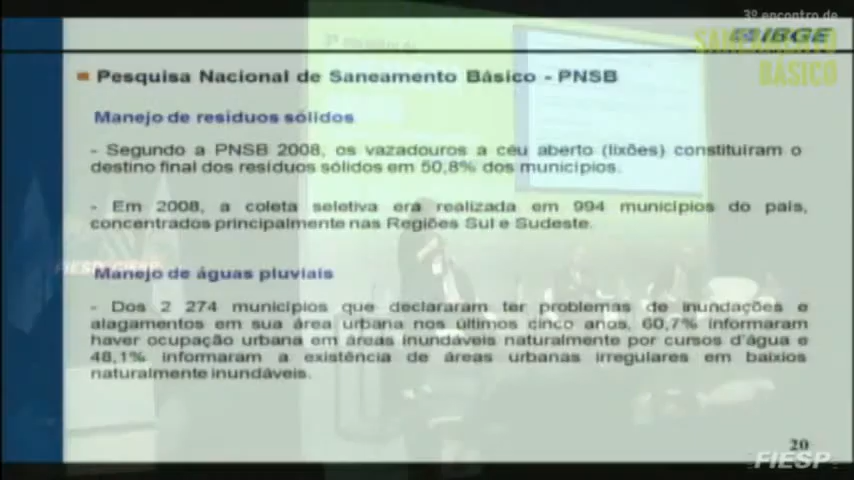 3º encontro de
SANEAMENTO
BÁSICO
IBGE
Pesquisa Nacional de Saneamento Básico - PNSB
Manejo de resíduos sólidos
- Segundo a PNSB 2008, os vazadouros a céu aberto (lixões) constituíram o
destino final dos resíduos sólidos em 50,8% dos municípios.
- Em 2008, a coleta seletiva era realizada em 994 municípios do país,
concentrados principalmente nas Regiões Sul e Sudeste.
Manejo de águas pluviais
- Dos 2 274 municípios que declararam ter problemas de inundações e
alagamentos em sua área urbana nos últimos cinco anos, 60,7% informaram
haver ocupação urbana em áreas inundáveis naturalmente por cursos d'água e
48,1% informaram a existência de áreas urbanas irregulares em baixios
naturalmente inundáveis.
20
FIESP